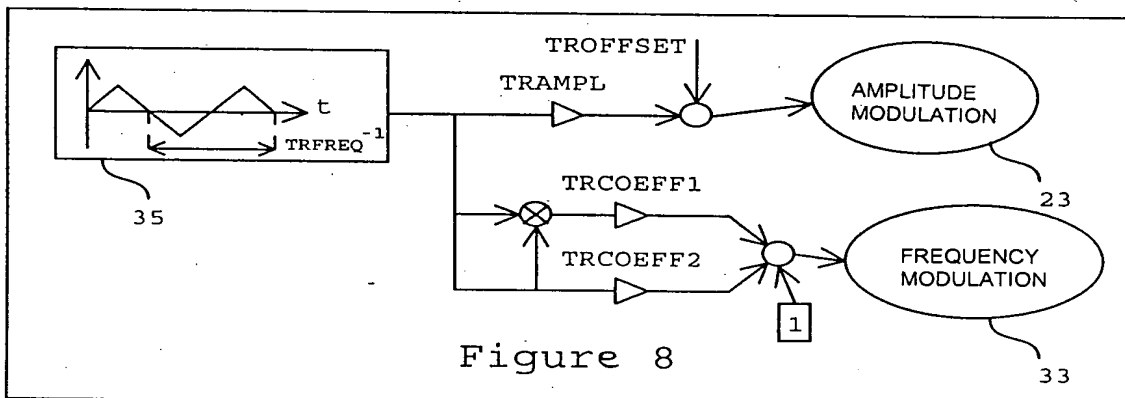 TROFFSET
TRAMPL
t
TRFREQ-1
35
AMPLITUDE
MODULATION
23
TRCOEFF1
TRCOEFF2
1
FREQUENCY
MODULATION
33
Figure 8